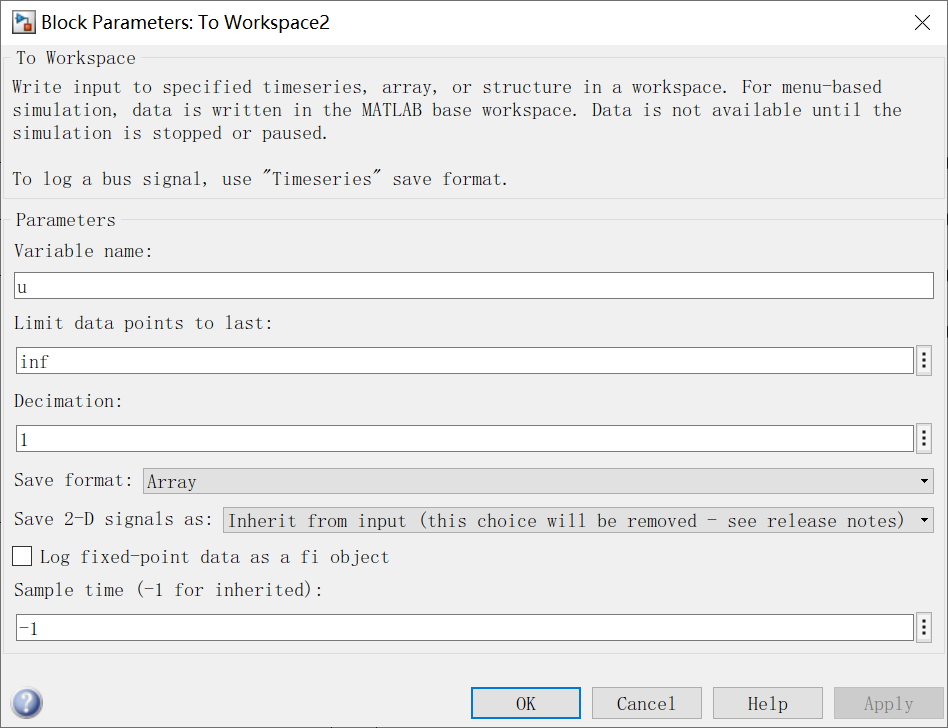 Block Parameters: To Workspace2
To Workspace
Write input to specified timeseries, array, or structure in a workspace. For menu-based
simulation, data is written in the MATLAB base workspace. Data is not available until the
simulation is stopped or paused.
To log a bus signal, use "Timeseries" save format.
Parameters
Variable name:
u
Limit data points to last:
inf
Decimation:
1
Save format: Array
Save 2-D signals as: Inherit from input (this choice will be removed - see release notes)
Log fixed-point data as a fi object
Sample time (-1 for inherited):
-1
? OK Cancel Help Apply